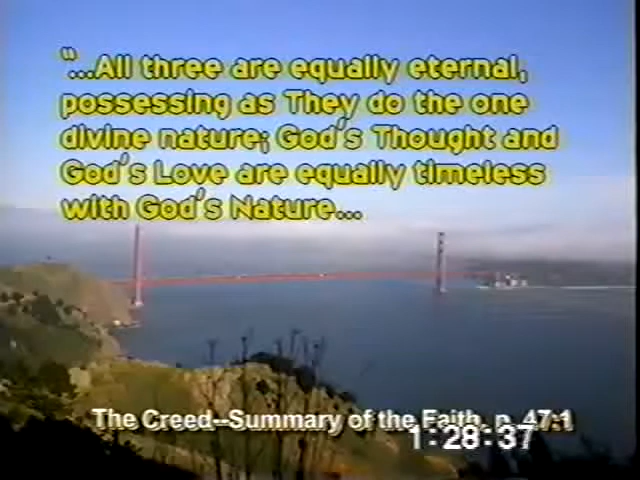 "...All three are equally eternal,
possessing as They do the one
divine nature; God's Thought and
God's Love are equally timeless
with God's Nature...
The Creed--Summary of the Faith, p. 47:1
1:28:37